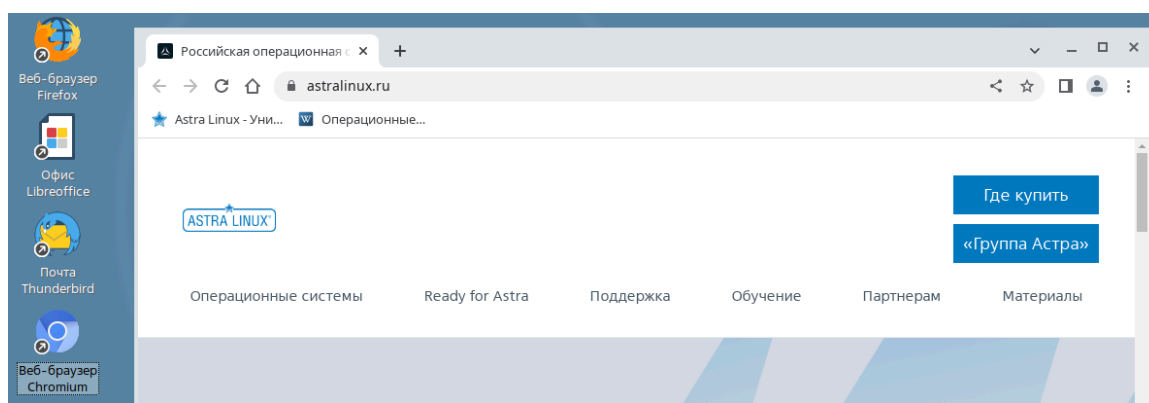 Веб-браузер
Firefox
Офис
Libreoffice
Почта
Thunderbird
Веб-браузер
Chromium
Российская операционная с
astralinux.ru
Astra Linux - Уни...
Операционные...
ASTRA LINUX®
Где купить
«Группа Астра»
Операционные системы Ready for Astra Поддержка Обучение Партнерам Материалы